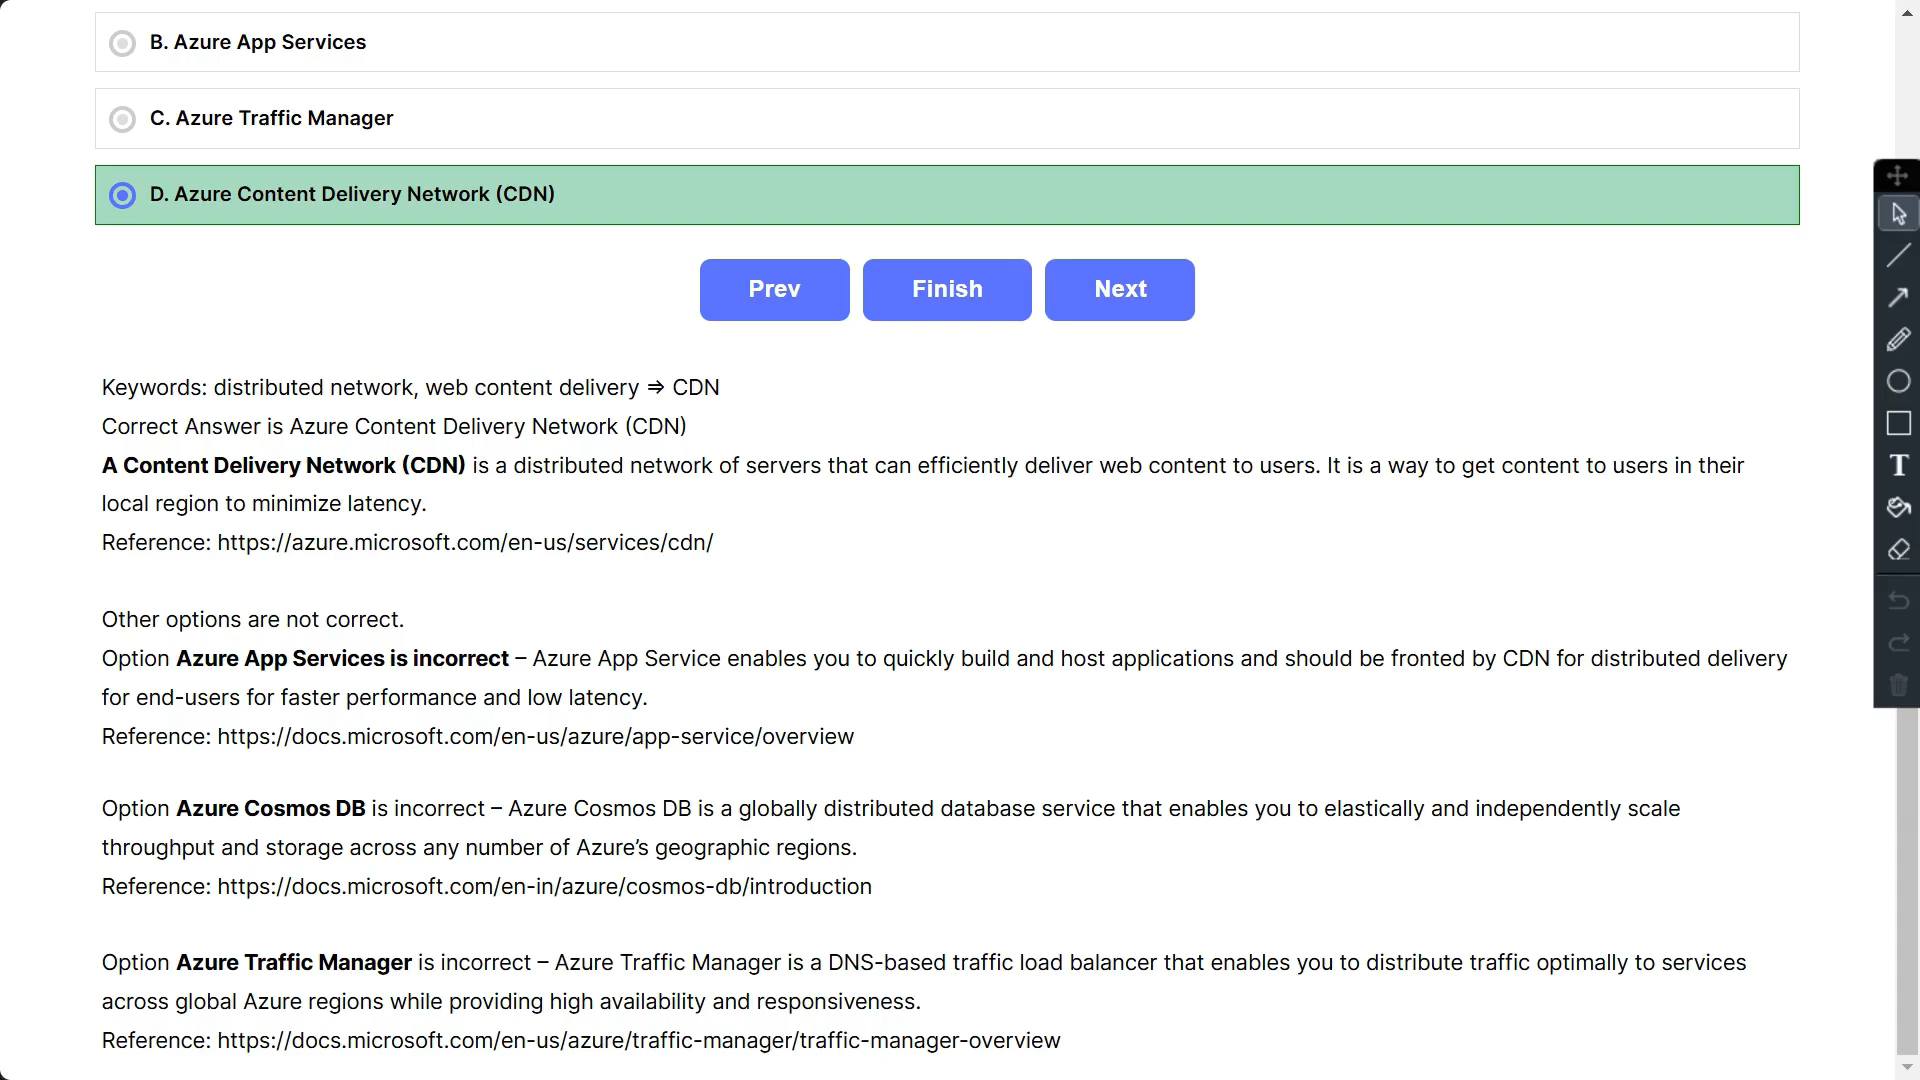 B. Azure App Services
C. Azure Traffic Manager
D. Azure Content Delivery Network (CDN)
Prev
Finish
Next
Keywords: distributed network, web content delivery => CDN
Correct Answer is Azure Content Delivery Network (CDN)
A Content Delivery Network (CDN) is a distributed network of servers that can efficiently deliver web content to users. It is a way to get content to users in their
local region to minimize latency.
Reference: https://azure.microsoft.com/en-us/services/cdn/
Other options are not correct.
Option Azure App Services is incorrect – Azure App Service enables you to quickly build and host applications and should be fronted by CDN for distributed delivery
for end-users for faster performance and low latency.
Reference: https://docs.microsoft.com/en-us/azure/app-service/overview
Option Azure Cosmos DB is incorrect – Azure Cosmos DB is a globally distributed database service that enables you to elastically and independently scale
throughput and storage across any number of Azure’s geographic regions.
Reference: https://docs.microsoft.com/en-in/azure/cosmos-db/introduction
Option Azure Traffic Manager is incorrect – Azure Traffic Manager is a DNS-based traffic load balancer that enables you to distribute traffic optimally to services
across global Azure regions while providing high availability and responsiveness.
Reference: https://docs.microsoft.com/en-us/azure/traffic-manager/traffic-manager-overview
T